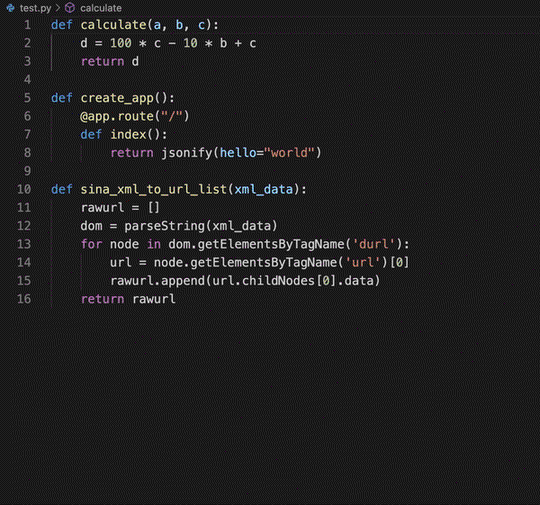 test.py > calculate
1 def calculate(a, b, c):
2     d = 100 * c - 10 * b + c
3     return d
4
5 def create_app():
6     @app.route("/")
7     def index():
8         return jsonify(hello="world")
9
10 def sina_xml_to_url_list(xml_data):
11     rawurl = []
12     dom = parseString(xml_data)
13     for node in dom.getElementsByTagName('durl'):
14         url = node.getElementsByTagName('url')[0]
15         rawurl.append(url.childNodes[0].data)
16     return rawurl